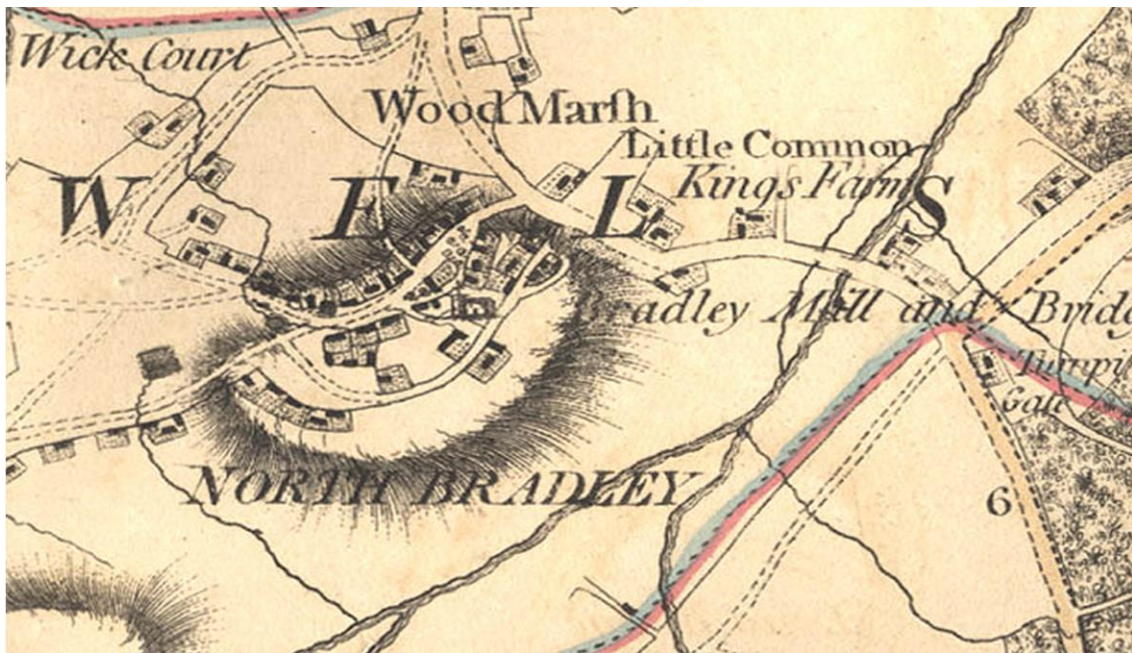 Wick Court
Wood Marſh
Little Common
Kings Farm
W E L S
Bradley Mill and Bridg
Turnpi
Gate
NORTH BRADLEY
6